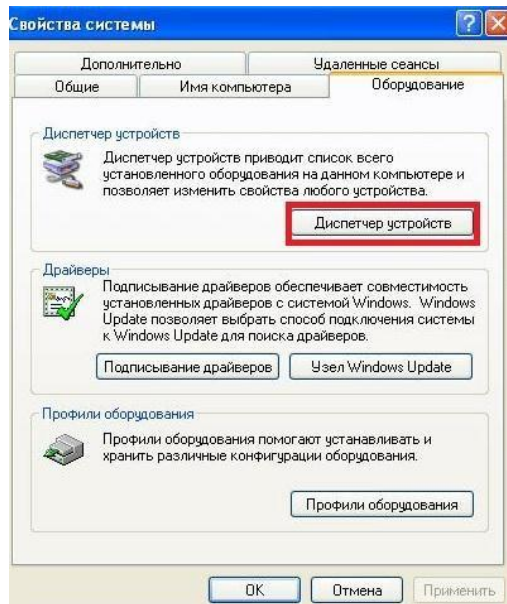 Свойства системы
Дополнительно
Удаленные сеансы
Общие
Имя компьютера
Оборудование
Диспетчер устройств
Диспетчер устройств приводит список всего
установленного оборудования на данном компьютере и
позволяет изменить свойства любого устройства.
Диспетчер устройств
Драйверы
Подписывание драйверов обеспечивает совместимость
установленных драйверов с системой Windows. Windows
Update позволяет выбрать способ подключения системы
к Windows Update для поиска драйверов.
Подписывание драйверов
Узел Windows Update
Профили оборудования
Профили оборудования помогают устанавливать и
хранить различные конфигурации оборудования.
Профили оборудования
OK
Отмена
Применить